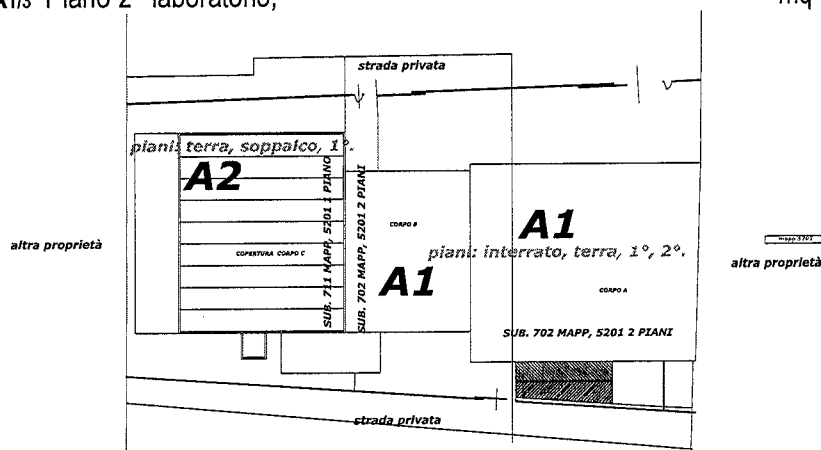 Piano 2° laboratorio;
mq
strada privata
piani: terra, soppalco, 1°.
A2
SUB. 711 MAPP, 5201 1 PIANO
SUB. 702 MAPP, 5201 2 PIANI
CORPO B
A1
altra proprietà
COPERTURA CORPO C
piani: interrato, terra, 1°, 2°.
A1
altra proprietà
CORPO A
SUB. 702 MAPP, 5201 2 PIANI
strada privata